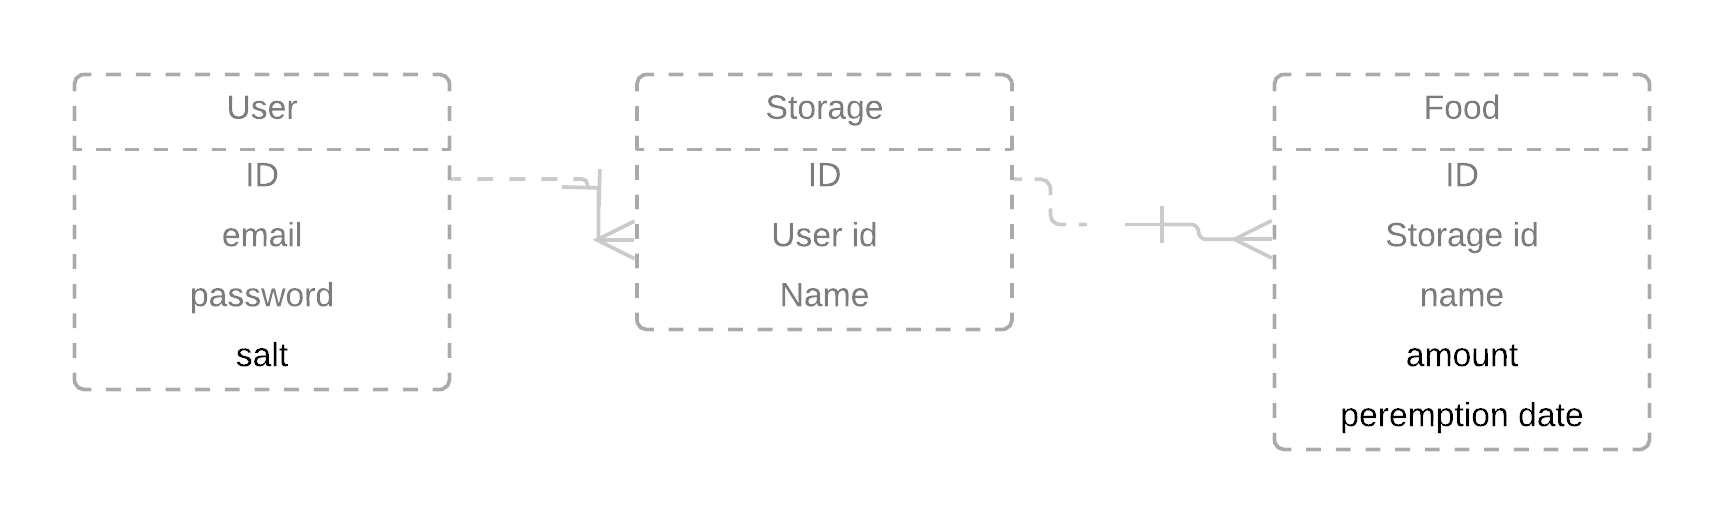 User
ID
email
password
salt
Storage
ID
User id
Name
Food
ID
Storage id
name
amount
peremption date